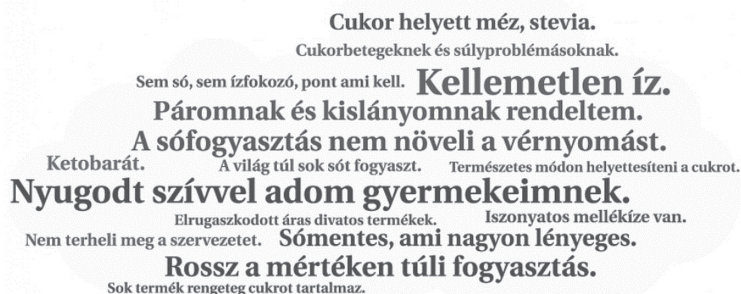 Cukor helyett méz, stevia.
Cukorbetegeknek és súlyproblémásoknak.
Sem só, sem ízfokozó, pont ami kell. Kellemetlen íz.
Páromnak és kislányomnak rendeltem.
A sófogyasztás nem növeli a vérnyomást.
Ketobarát. A világ túl sok sót fogyaszt. Természetes módon helyettesíteni a cukrot.
Nyugodt szívvel adom gyermekeimnek.
Elrugaszkodott áras divatos termékek. Iszonyatos mellékíze van.
Nem terheli meg a szervezetet. Sómentes, ami nagyon lényeges.
Rossz a mértéken túli fogyasztás.
Sok termék rengeteg cukrot tartalmaz.